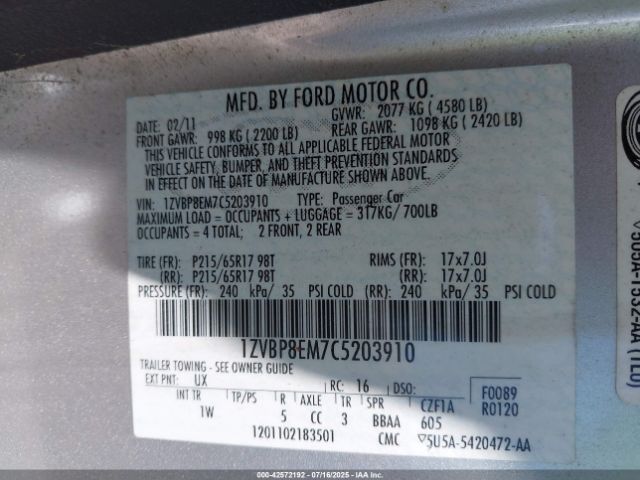 MFD. BY FORD MOTOR CO.
DATE: 02/11 GVWR: 2077 KG ( 4580 LB)
FRONT GAWR: 998 KG ( 2200 LB) REAR GAWR: 1098 KG ( 2420 LB)
THIS VEHICLE CONFORMS TO ALL APPLICABLE FEDERAL MOTOR
VEHICLE SAFETY, BUMPER, AND THEFT PREVENTION STANDARDS
IN EFFECT ON THE DATE OF MANUFACTURE SHOWN ABOVE.
VIN: 1ZVBP8EM7C5203910 TYPE: Passenger Car
MAXIMUM LOAD = OCCUPANTS + LUGGAGE = 317KG/ 700LB
OCCUPANTS = 4 TOTAL; 2 FRONT, 2 REAR
TIRE (FR): P215/65R17 98T RIMS (FR): 17x7.0J
(RR): P215/65R17 98T (RR): 17x7.0J
PRESSURE (FR): 240 kPa/ 35 PSI COLD (RR): 240 kPa/ 35 PSI COLD
1ZVBP8EM7C5203910
TRAILER TOWING - SEE OWNER GUIDE
EXT PNT: UX RC: 16 DSO: F0089
INT TR TP/PS R AXLE TR SPR CZF1A R0120
1W 5 CC 3 BBAA 605
1201102183501 CMC ▽5U5A-5420472-AA
000-42572192 - 07/16/2025 - IAAI - Copart